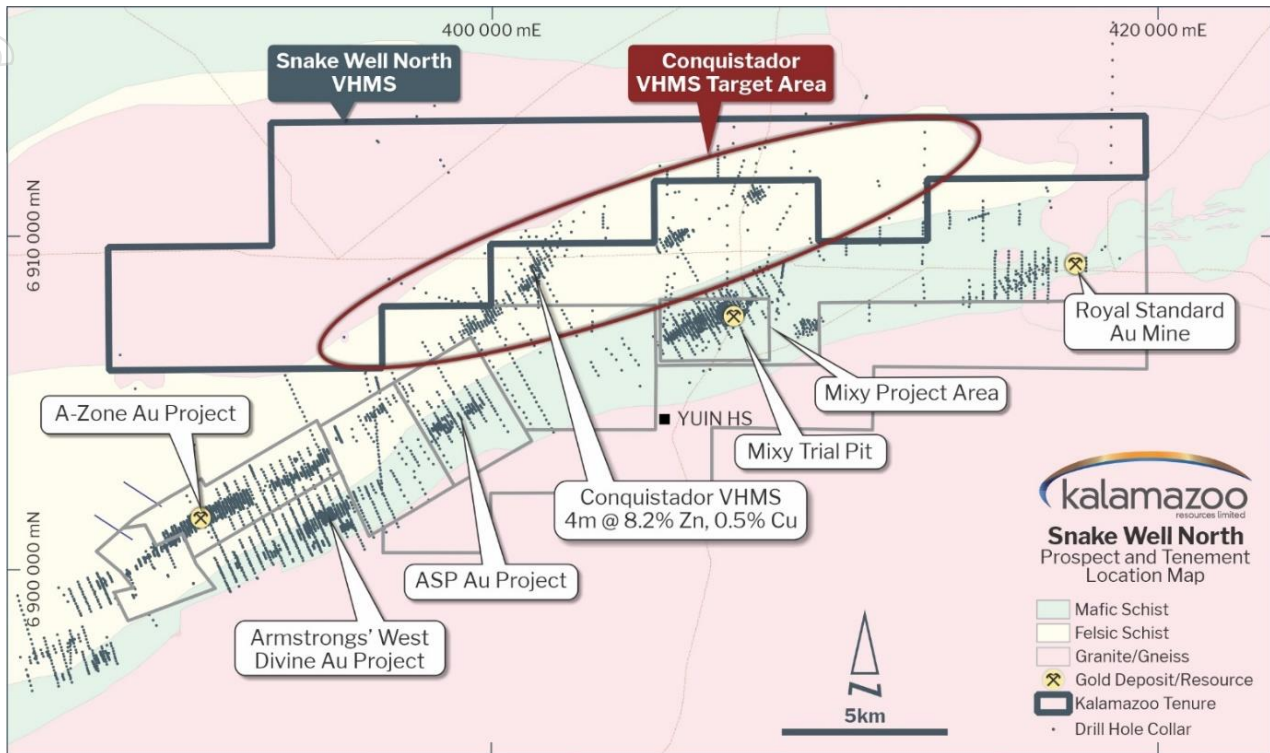 400 000 mE
420 000 mE
Snake Well North
VHMS
Conquistador
VHMS Target Area
6 910 000 mN
Royal Standard
Au Mine
A-Zone Au Project
Mixy Project Area
YUIN HS
Mixy Trial Pit
Conquistador VHMS
4m @ 8.2% Zn, 0.5% Cu
ASP Au Project
6 900 000 mN
Armstrongs' West
Divine Au Project
N
5km
kalamazoo
resources limited
Snake Well North
Prospect and Tenement
Location Map
Mafic Schist
Felsic Schist
Granite/Gneiss
Gold Deposit/Resource
Kalamazoo Tenure
Drill Hole Collar